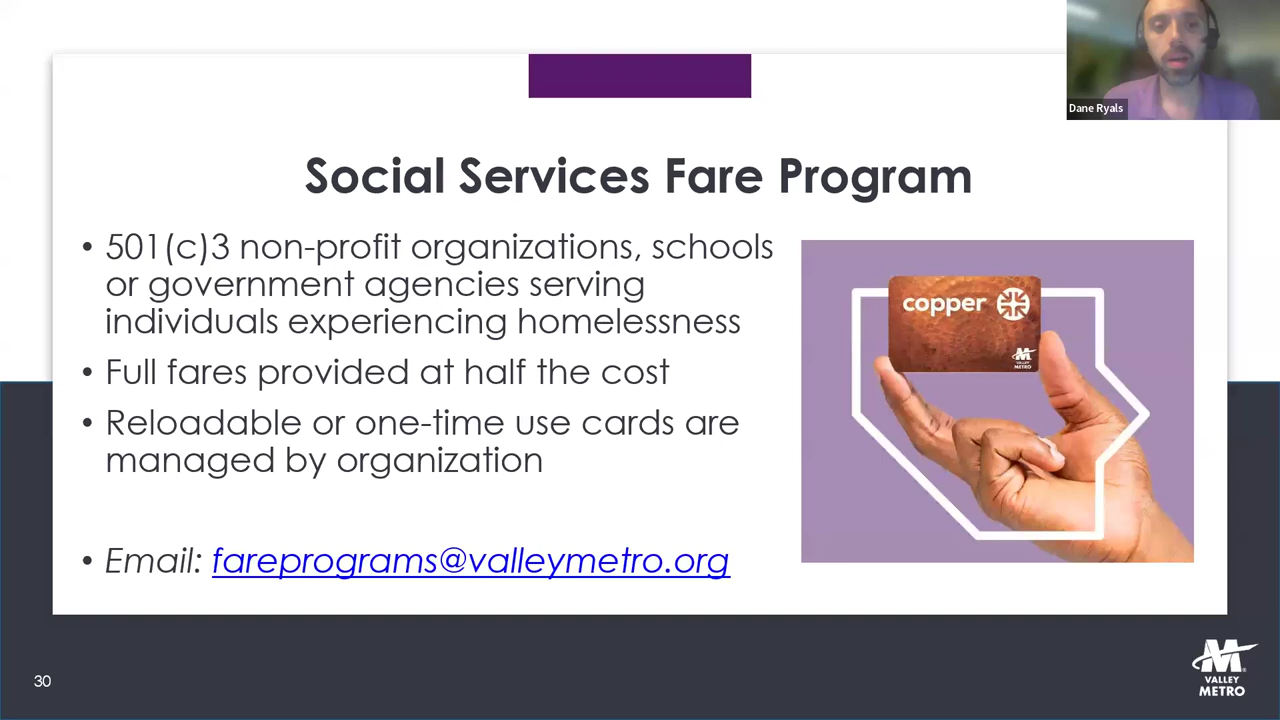 Dane Ryals
Social Services Fare Program
• 501(c)3 non-profit organizations, schools
or government agencies serving
individuals experiencing homelessness
• Full fares provided at half the cost
• Reloadable or one-time use cards are
managed by organization
• Email: fareprograms@valleymetro.org
copper
VALLEY
METRO
30
VALLEY
METRO